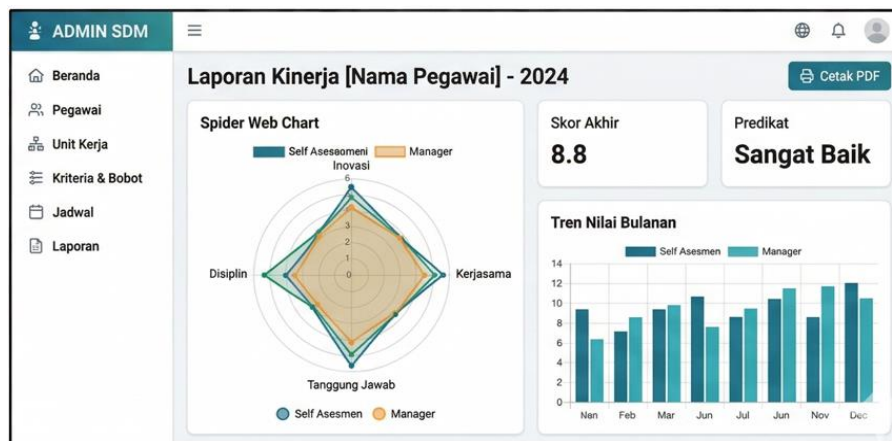 ADMIN SDM
Beranda
Pegawai
Unit Kerja
Kriteria & Bobot
Jadwal
Laporan
Laporan Kinerja [Nama Pegawai] - 2024
Cetak PDF
Spider Web Chart
Self Aseseomeni Manager
Inovasi
6
4
3
2
1
0
Disiplin
Kerjasama
Tanggung Jawab
Self Asesmen Manager
Skor Akhir
8.8
Predikat
Sangat Baik
Tren Nilai Bulanan
Self Asesmen Manager
14
12
10
8
6
4
2
0
Nen Feb Mar Jun Jul Jun Nov Dec